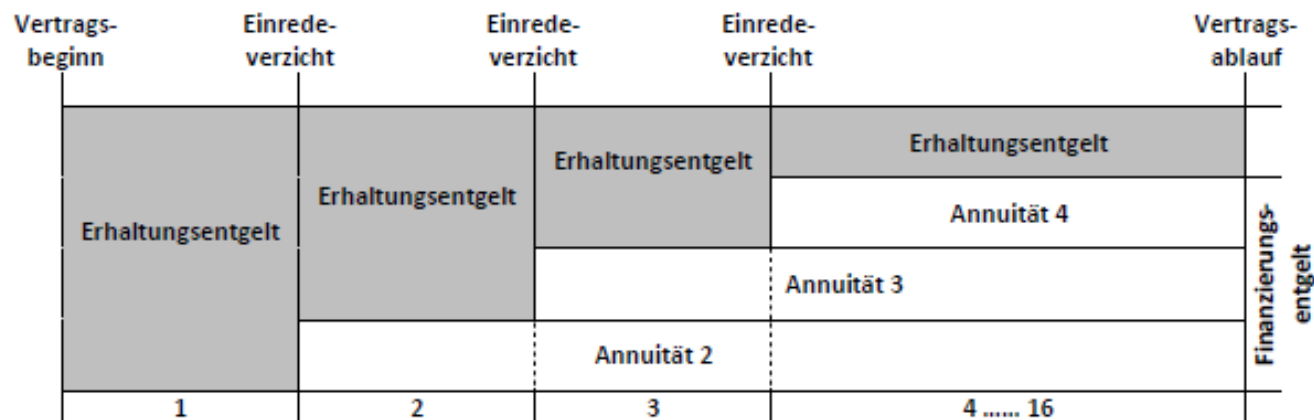 Vertrags-
beginn
Einrede-
verzicht
Einrede-
verzicht
Einrede-
verzicht
Vertrags-
ablauf
Erhaltungsentgelt
Erhaltungsentgelt
Erhaltungsentgelt
Erhaltungsentgelt
Annuität 4
Annuität 3
Annuität 2
Finanzierungs-
entgelt
1
2
3
4 ...... 16